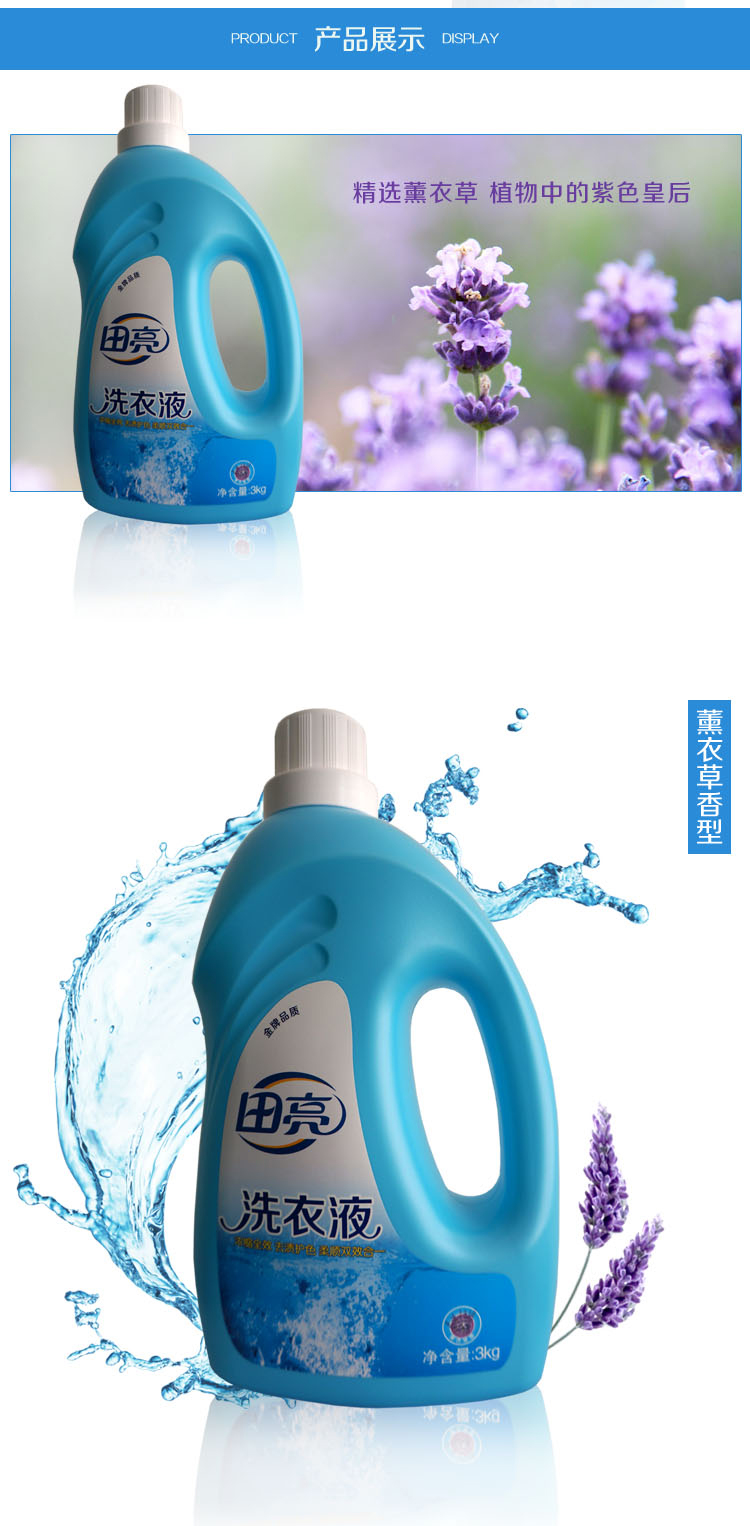 PRODUCT 产品展示 DISPLAY
精选薰衣草 植物中的紫色皇后
金牌品质
田亮
洗衣液
净含量:3kg
薰衣草香型
金牌品质
田亮
洗衣液
去渍护色 柔顺双效合一
净含量:3kg